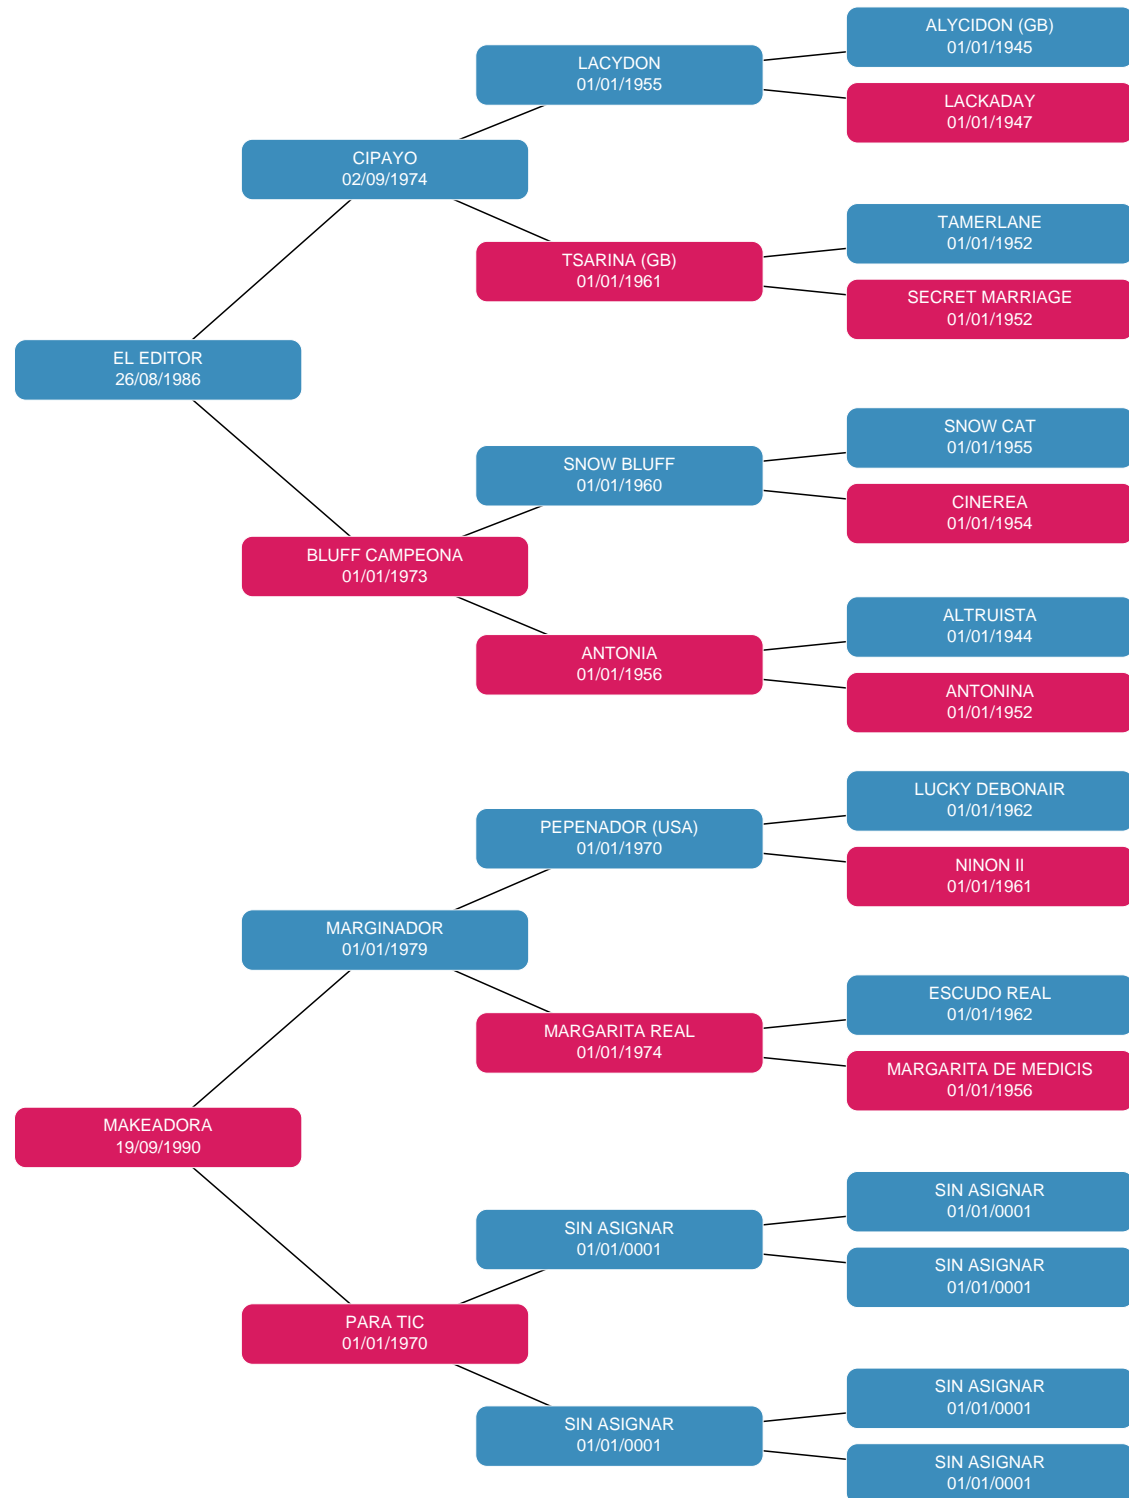 ALYCIDON (GB)
01/01/1945
LACYDON
01/01/1955
LACKADAY
01/01/1947
CIPAYO
02/09/1974
TAMERLANE
01/01/1952
TSARINA (GB)
01/01/1961
SECRET MARRIAGE
01/01/1952
EL EDITOR
26/08/1986
SNOW CAT
01/01/1955
SNOW BLUFF
01/01/1960
CINEREA
01/01/1954
BLUFF CAMPEONA
01/01/1973
ALTRUISTA
01/01/1944
ANTONIA
01/01/1956
ANTONINA
01/01/1952
LUCKY DEBONAIR
01/01/1962
PEPENADOR (USA)
01/01/1970
NINON II
01/01/1961
MARGINADOR
01/01/1979
ESCUDO REAL
01/01/1962
MARGARITA REAL
01/01/1974
MARGARITA DE MEDICIS
01/01/1956
MAKEADORA
19/09/1990
SIN ASIGNAR
01/01/0001
SIN ASIGNAR
01/01/0001
SIN ASIGNAR
01/01/0001
PARA TIC
01/01/1970
SIN ASIGNAR
01/01/0001
SIN ASIGNAR
01/01/0001
SIN ASIGNAR
01/01/0001